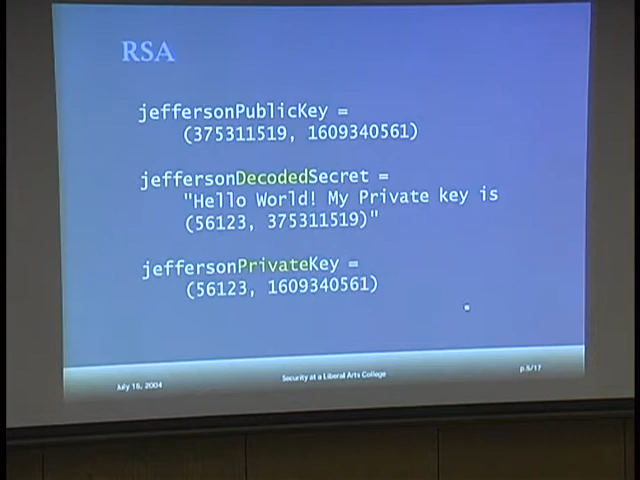 RSA
jeffersonPublicKey =
(375311519, 1609340561)
jeffersonDecodedSecret =
"Hello World! My Private key is
(56123, 375311519)"
jeffersonPrivateKey =
(56123, 1609340561)
July 15, 2004
Security at a Liberal Arts College
p.5/17